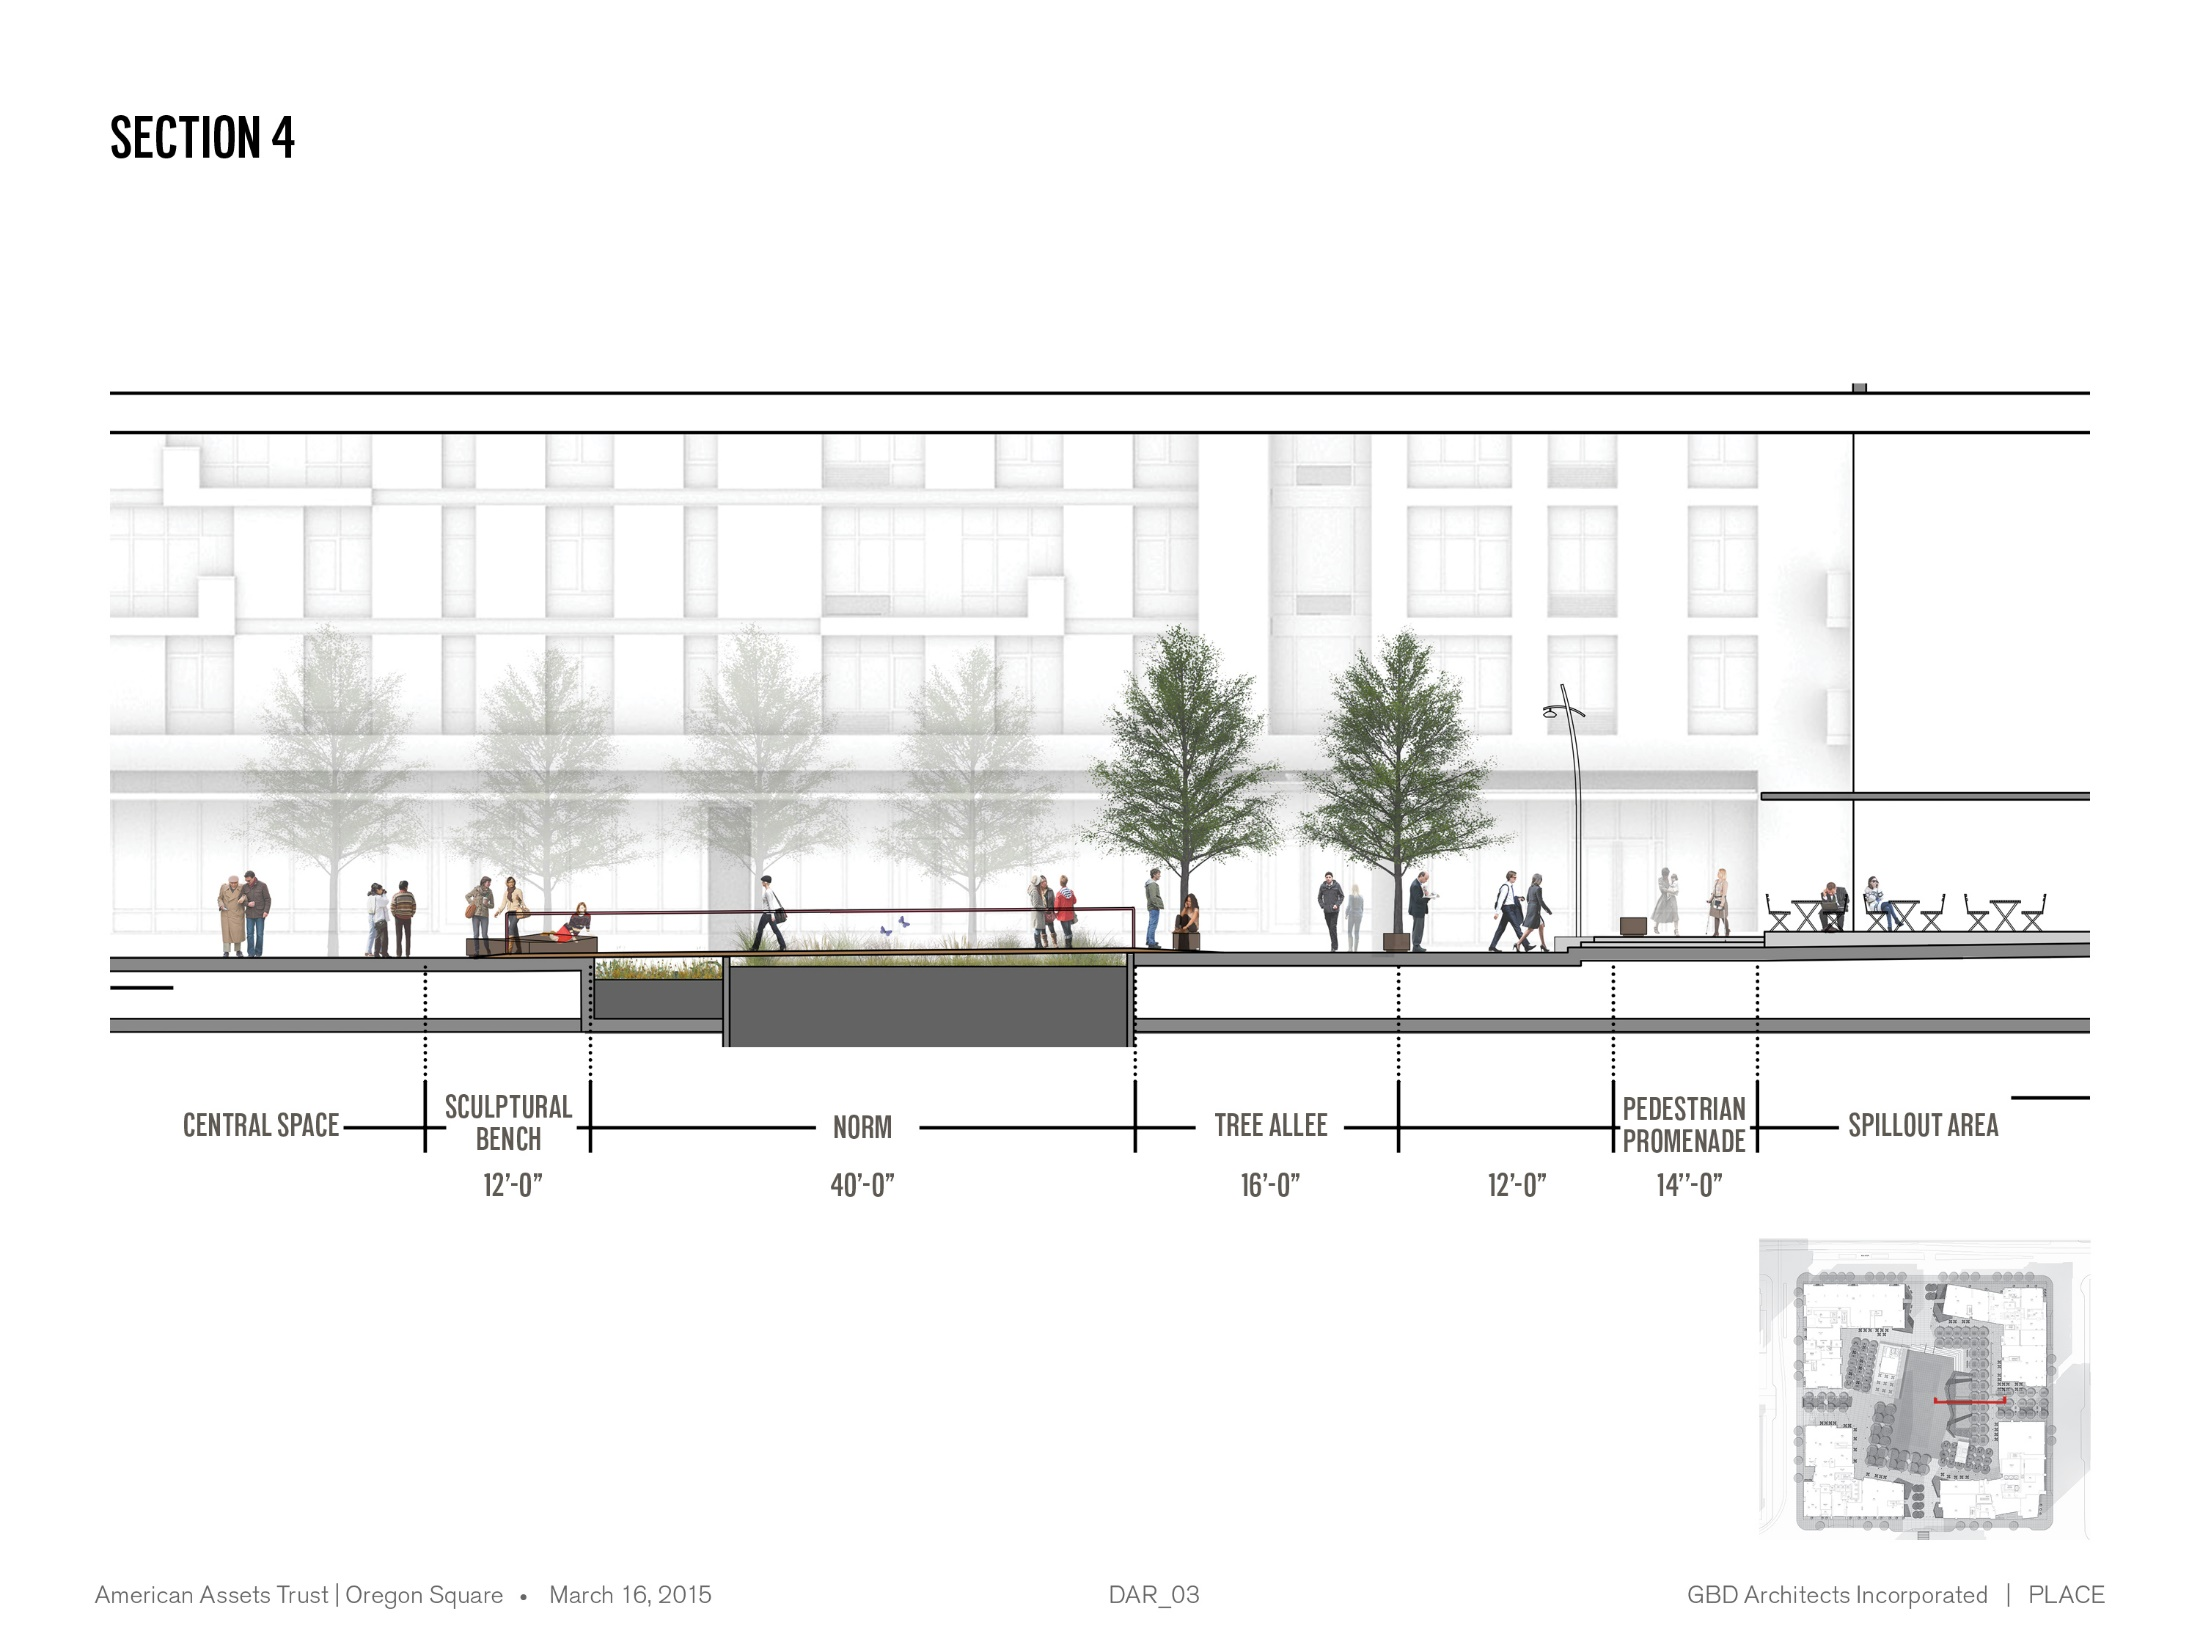 SECTION 4
CENTRAL SPACE
SCULPTURAL
BENCH
NORM
TREE ALLEE
PEDESTRIAN
PROMENADE
SPILLOUT AREA
12’-0”
40’-0”
16’-0”
12’-0”
14’’-0”
American Assets Trust | Oregon Square • March 16, 2015
DAR_03
GBD Architects Incorporated | PLACE